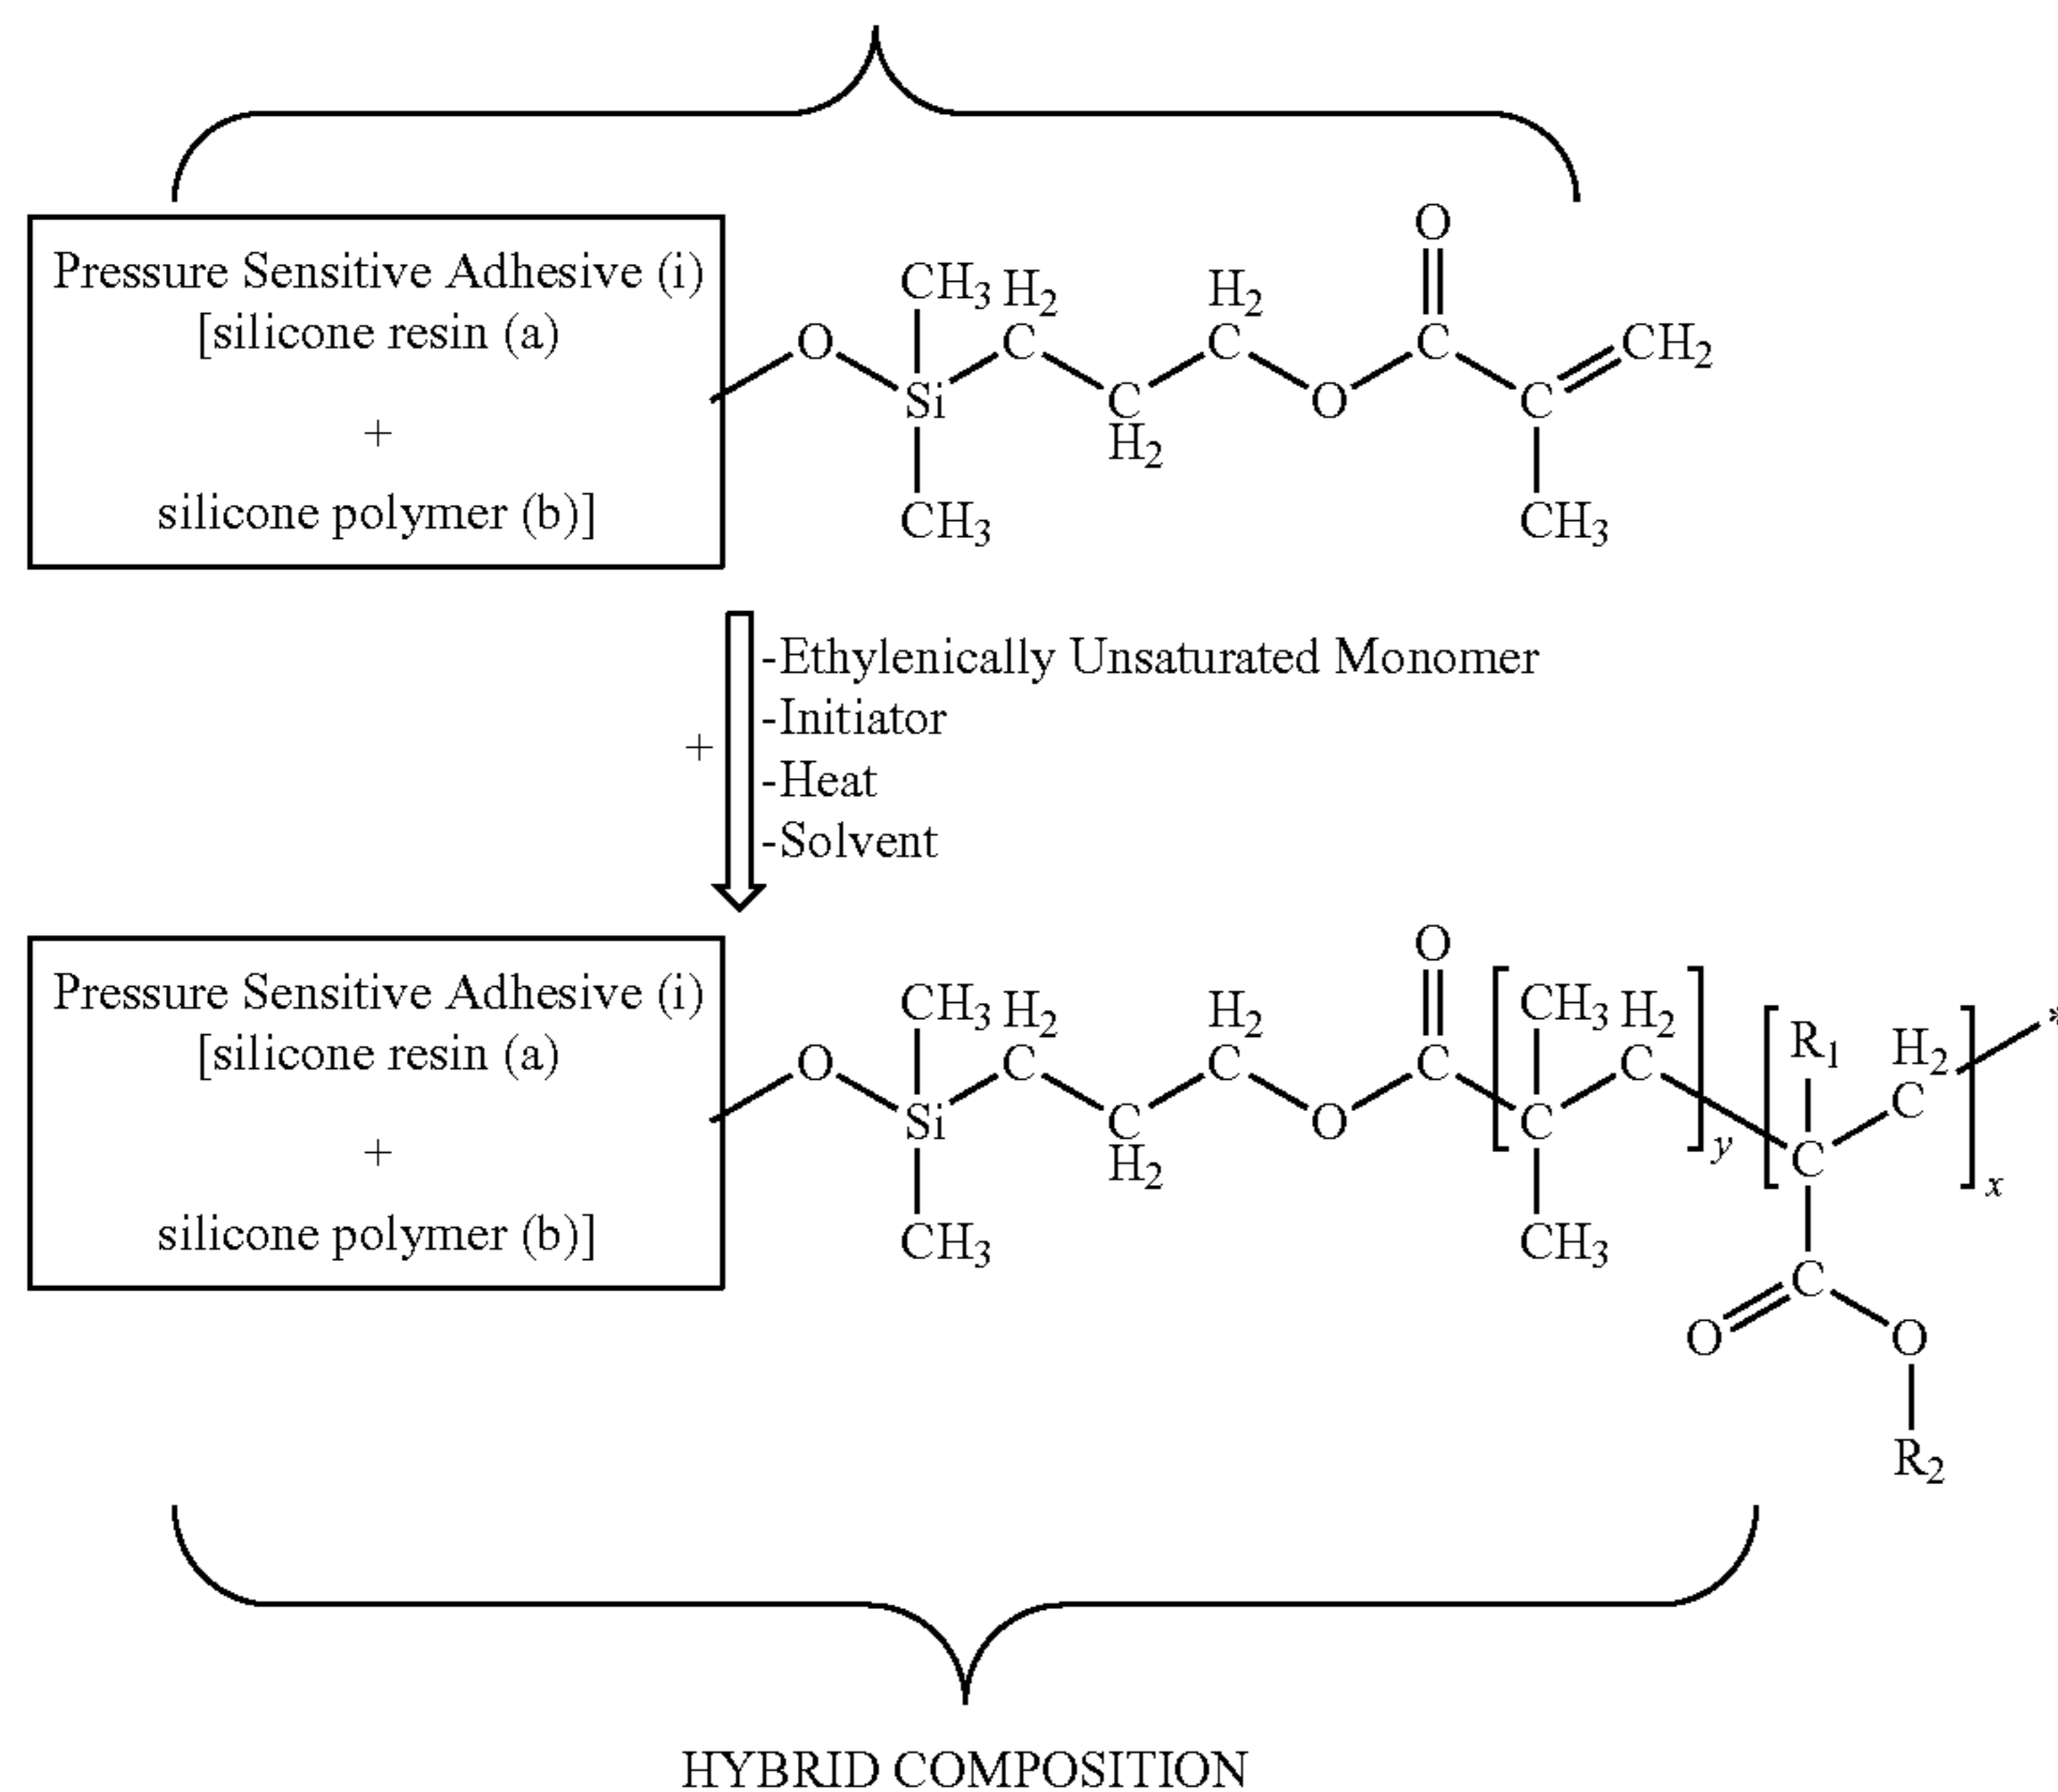 Pressure Sensitive Adhesive (i)
[silicone resin (a)
+
silicone polymer (b)]
O
CH3 H2
H2
O
C
C
C
CH2
Si
C
O
C
H2
CH3
CH3
+
-Ethylenically Unsaturated Monomer
-Initiator
-Heat
-Solvent
Pressure Sensitive Adhesive (i)
[silicone resin (a)
+
silicone polymer (b)]
O
CH3 H2
H2
CH3 H2
R1
H2
*
O
C
C
C
C
C
Si
C
O
C
y
C
x
H2
CH3
CH3
C
O
O
R2
HYBRID COMPOSITION